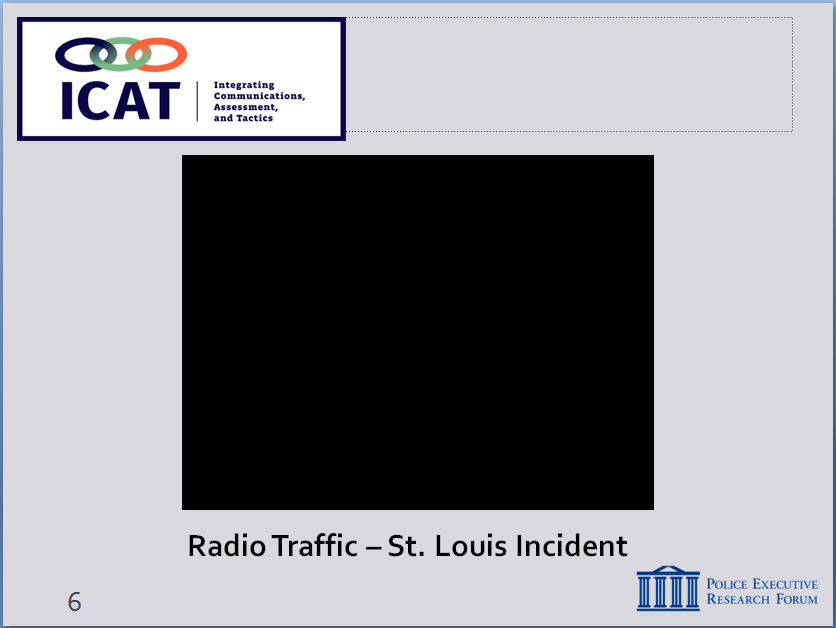 ICAT
Integrating
Communications,
Assessment,
and Tactics
Radio Traffic – St. Louis Incident
6
POLICE EXECUTIVE
RESEARCH FORUM